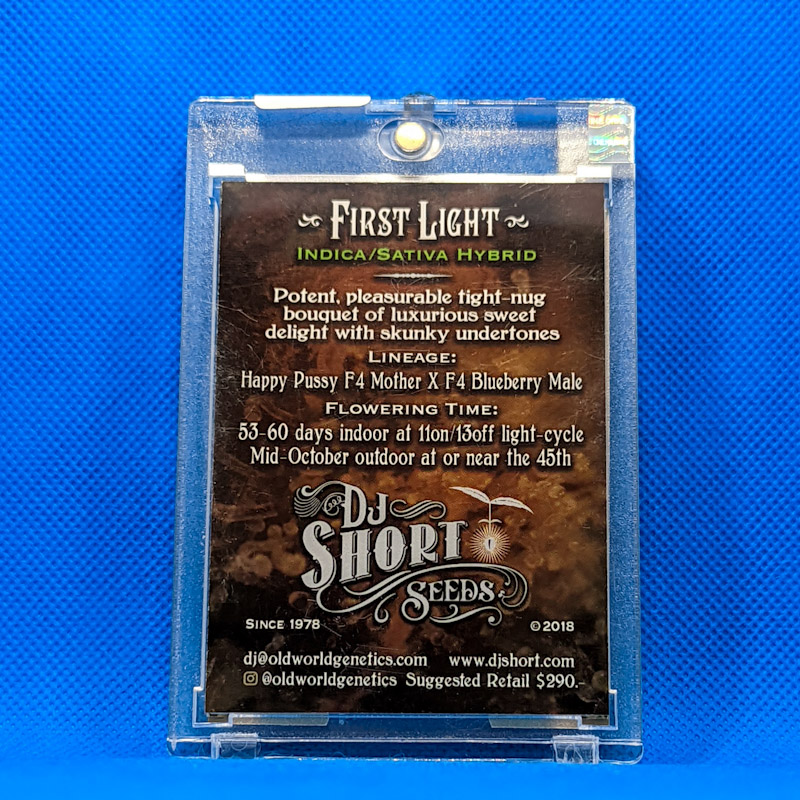 First Light
Indica/Sativa Hybrid
Potent, pleasurable tight-nug
bouquet of luxurious sweet
delight with skunky undertones
Lineage:
Happy Pussy F4 Mother X F4 Blueberry Male
Flowering Time:
53-60 days indoor at 11on/13off light-cycle
Mid-October outdoor at or near the 45th
DJ
Short
Seeds
Since 1978 ©2018
dj@oldworldgenetics.com www.djshort.com
@oldworldgenetics Suggested Retail $290.-